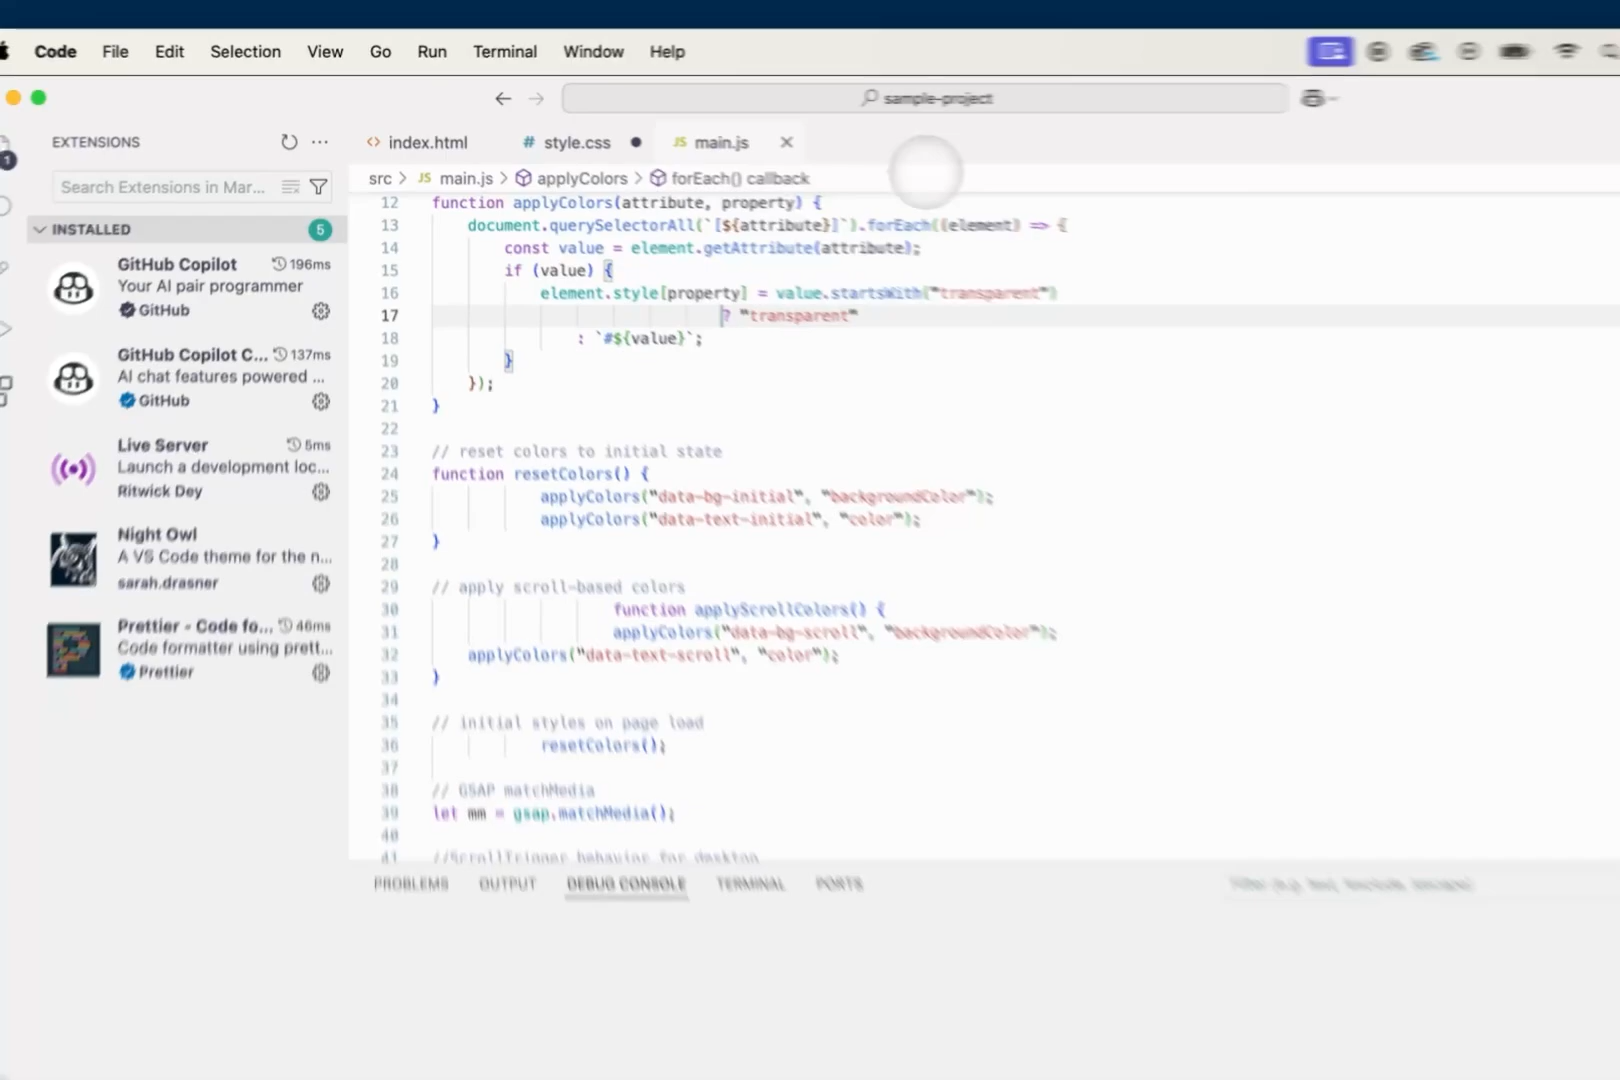 Code File Edit Selection View Go Run Terminal Window Help
sample-project
EXTENSIONS
Search Extensions in Mar...
INSTALLED 5
GitHub Copilot 196ms
Your AI pair programmer
GitHub
GitHub Copilot C... 137ms
AI chat features powered ...
GitHub
Live Server 5ms
Launch a development loc...
Ritwick Dey
Night Owl
A VS Code theme for the n...
sarah.drasner
Prettier - Code fo... 46ms
Code formatter using prett...
Prettier
1
index.html # style.css JS main.js
src > JS main.js > applyColors > forEach() callback
12 function applyColors(attribute, property) {
13 document.querySelectorAll(`[${attribute}]`).forEach((element) => {
14 const value = element.getAttribute(attribute);
15 if (value) {
16 element.style[property] = value.startsWith("transparent")
17 ? "transparent"
18 : `#${value}`;
19 }
20 });
21 }
22
23 // reset colors to initial state
24 function resetColors() {
25 applyColors("data-bg-initial", "backgroundColor");
26 applyColors("data-text-initial", "color");
27 }
28
29 // apply scroll-based colors
30 function applyScrollColors() {
31 applyColors("data-bg-scroll", "backgroundColor");
32 applyColors("data-text-scroll", "color");
33 }
34
35 // initial styles on page load
36 resetColors();
37
38 // GSAP matchMedia
39 let mm = gsap.matchMedia();
40
41 //ScrollTrigger behavior for desktop
PROBLEMS OUTPUT DEBUG CONSOLE TERMINAL PORTS